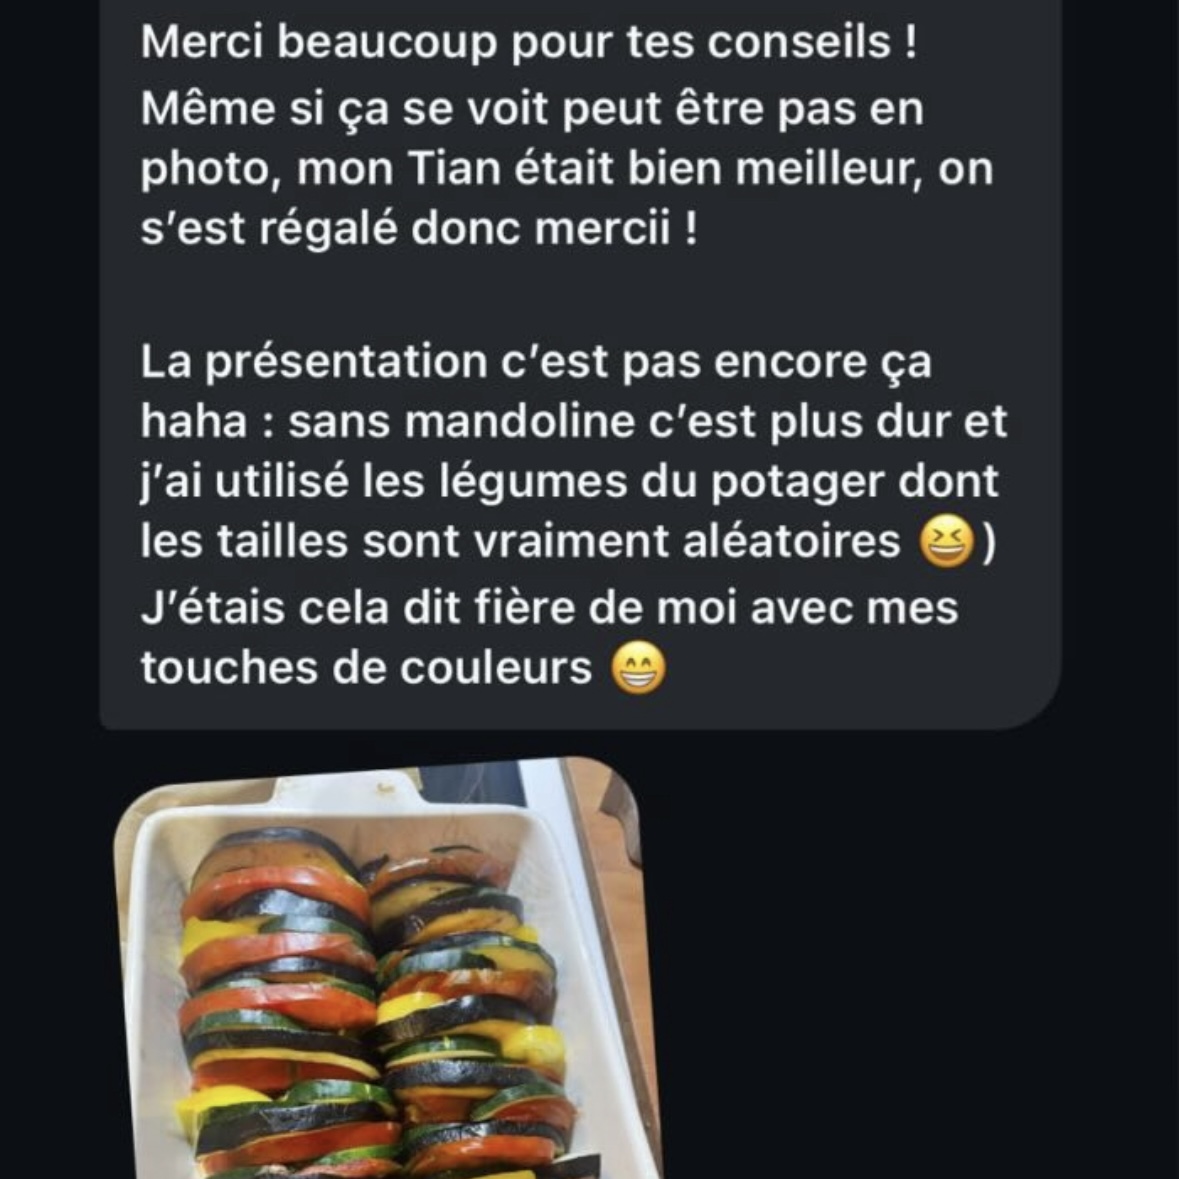 Merci beaucoup pour tes conseils !
Même si ça se voit peut être pas en
photo, mon Tian était bien meilleur, on
s’est régalé donc mercii !
La présentation c’est pas encore ça
haha : sans mandoline c’est plus dur et
j’ai utilisé les légumes du potager dont
les tailles sont vraiment aléatoires 😆)
J’étais cela dit fière de moi avec mes
touches de couleurs 😁